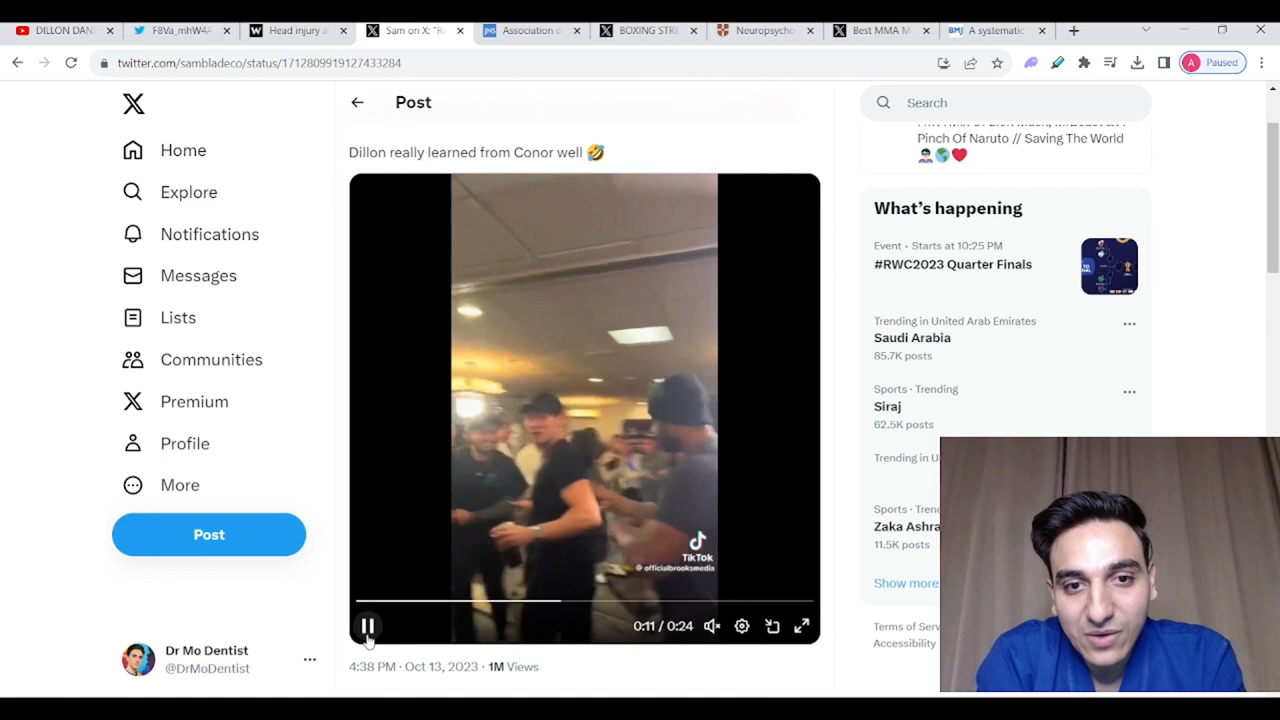 DILLON DANI
F8Va_mhW4A
Head injury a
Sam on X: "R
Association o
BOXING STRE
Neuropsycho
Best MMA M
A systematic
twitter.com/sambladeco/status/1712809919127433284
A Paused
Home
Explore
Notifications
Messages
Lists
Communities
Premium
Profile
More
Post
Dr Mo Dentist
@DrMoDentist
Post
Dillon really learned from Conor well 🤣
TikTok
officialbrooksmedia
0:11 / 0:24
4:38 PM · Oct 13, 2023 · 1M Views
Search
Pinch Of Naruto // Saving The World
What's happening
Event · Starts at 10:25 PM
#RWC2023 Quarter Finals
Trending in United Arab Emirates
Saudi Arabia
85.7K posts
Sports · Trending
Siraj
62.5K posts
Trending in U
Sports · Trend
Zaka Ashra
11.5K posts
Show more
Terms of Serv
Accessibility